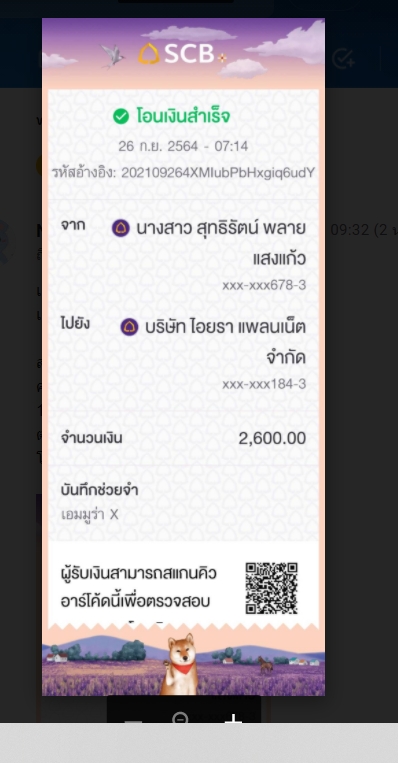 SCB
โอนเงินสำเร็จ
26 ก.ย. 2564 - 07:14
รหัสอ้างอิง: 202109264XMIubPbHxgiq6udY
จาก
นางสาว สุทธิรัตน์ พลาย
แสงแก้ว
xxx-xxx678-3
09:32 (2
ไปยัง
บริษัท ไอยรา แพลนเน็ต
จำกัด
xxx-xxx184-3
จำนวนเงิน 2,600.00
บันทึกช่วยจำ
เอมมูร่า X
ผู้รับเงินสามารถสแกนคิว
อาร์โค้ดนี้เพื่อตรวจสอบ